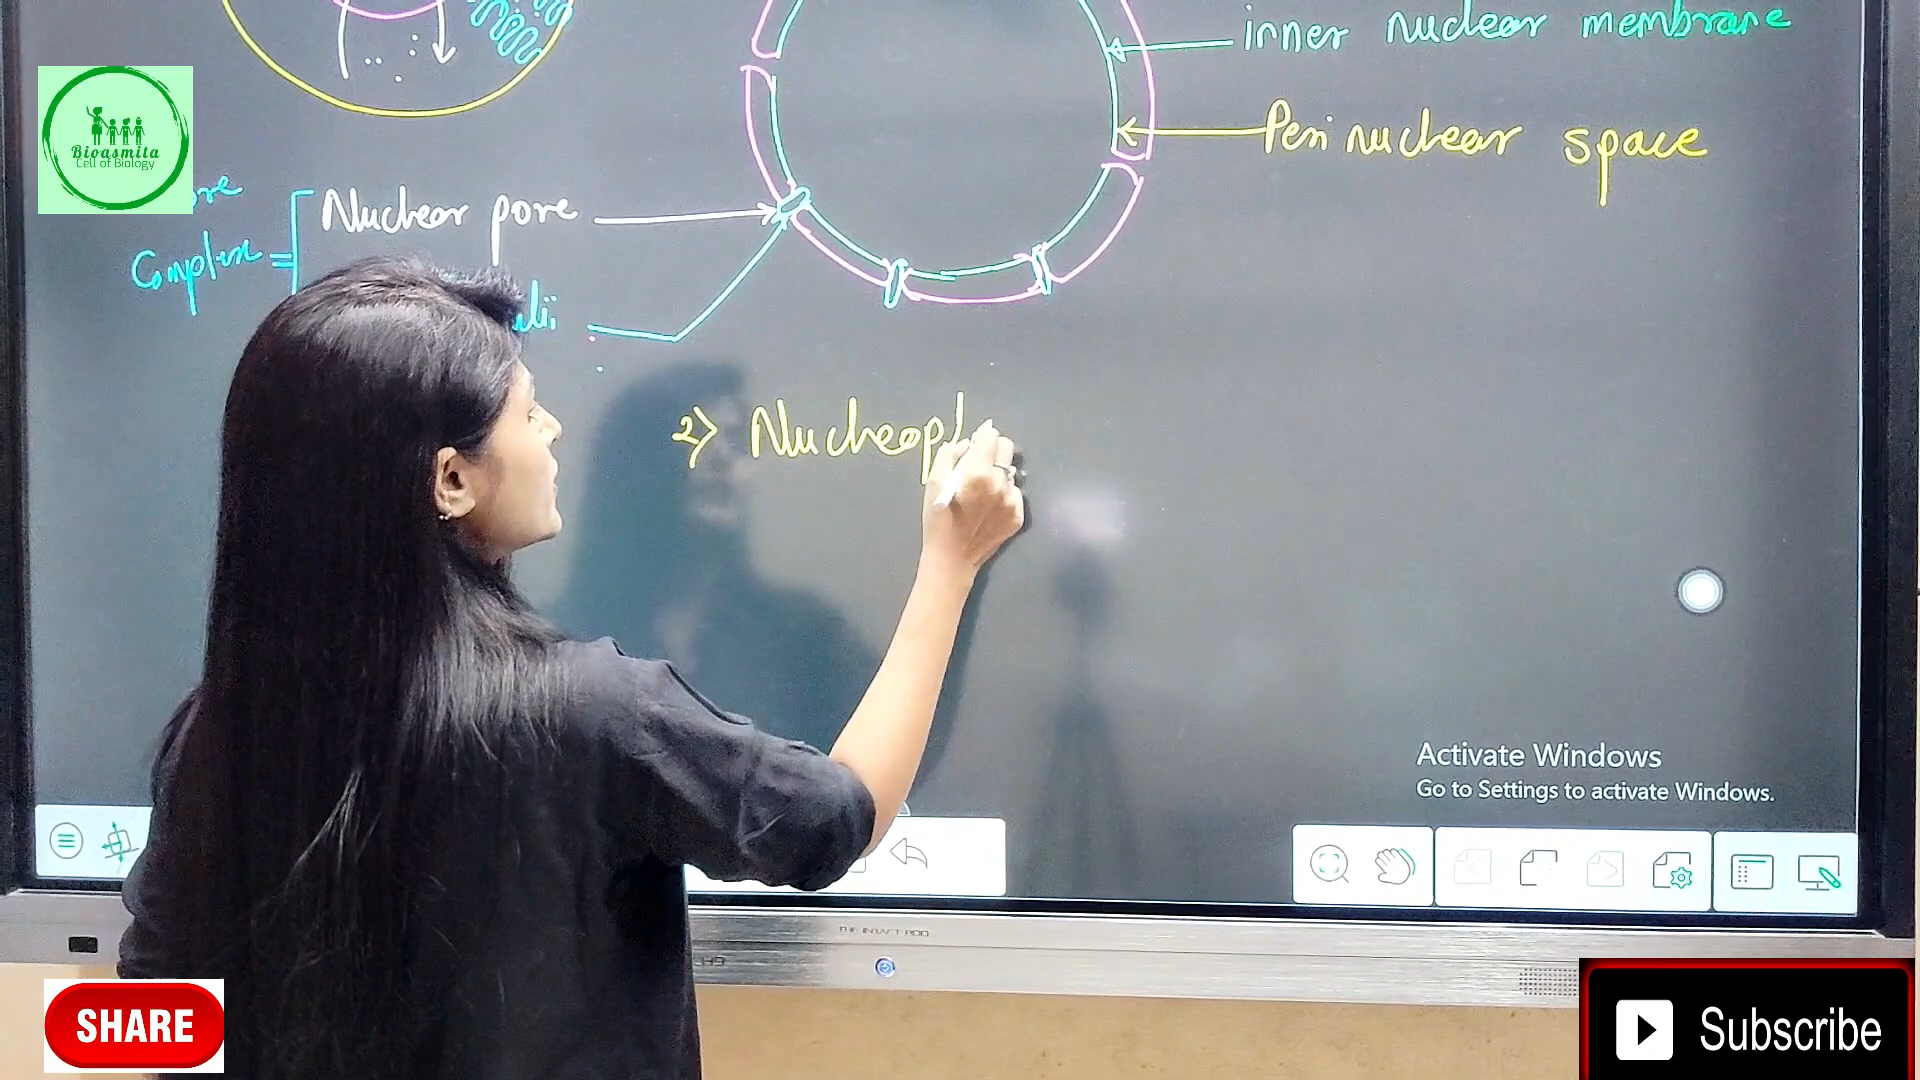 inner nuclear membrane
Peri nuclear space
Bioasmita
Cell of Biology
Nuclear pore
Complex =
2) Nucleopl
Activate Windows
Go to Settings to activate Windows.
SHARE
Subscribe